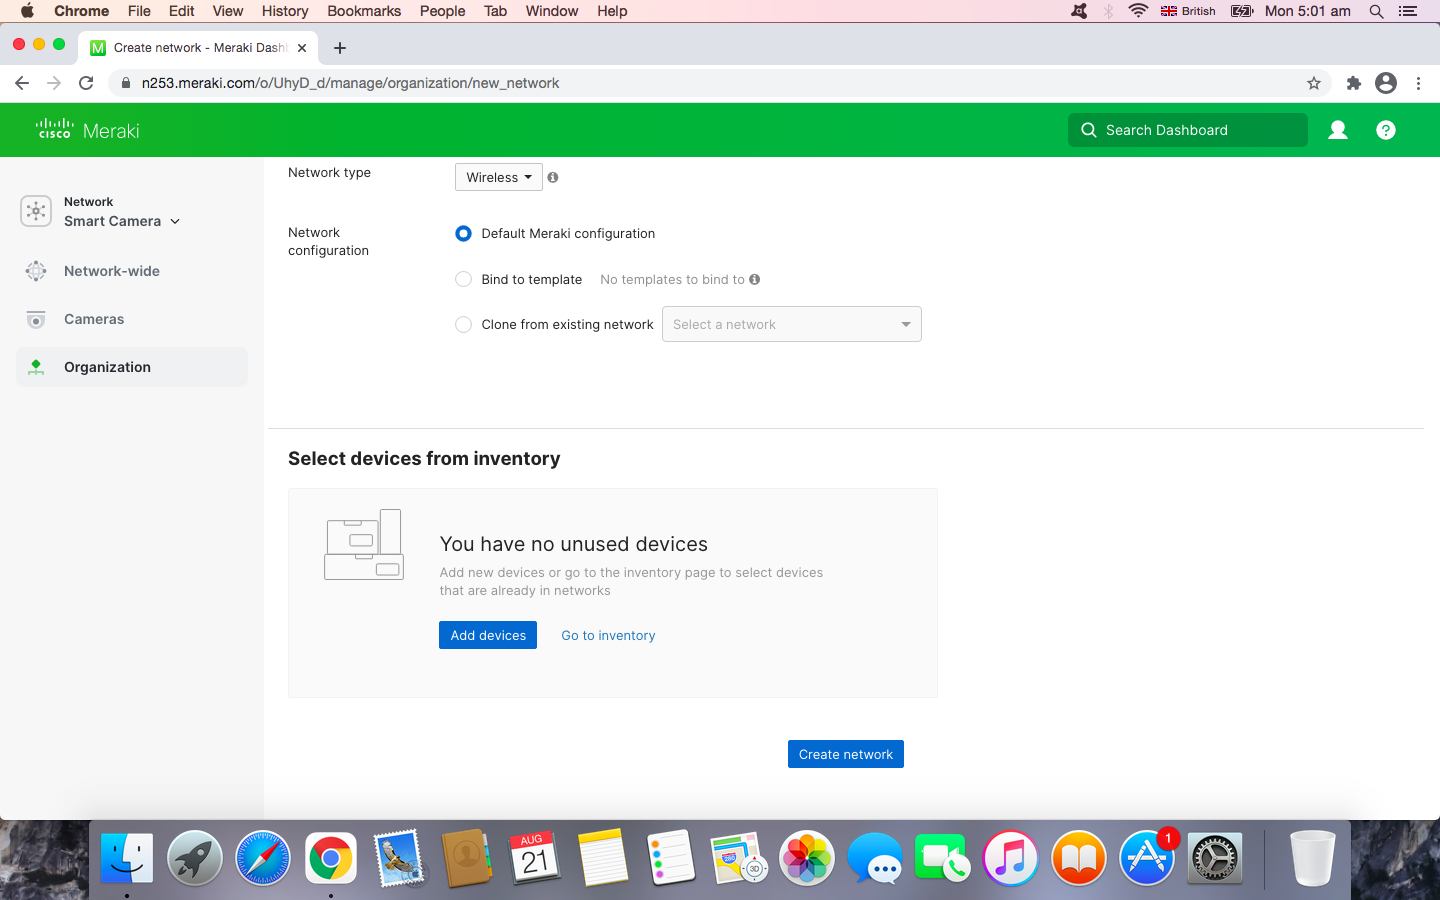 Chrome File Edit View History Bookmarks People Tab Window Help British Mon 5:01 am
Create network - Meraki Dash
n253.meraki.com/o/UhyD_d/manage/organization/new_network
cisco Meraki Search Dashboard
Network
Smart Camera
Network-wide
Cameras
Organization
Network type Wireless
Network configuration
Default Meraki configuration
Bind to template No templates to bind to
Clone from existing network Select a network
Select devices from inventory
You have no unused devices
Add new devices or go to the inventory page to select devices
that are already in networks
Add devices Go to inventory
Create network
AUG
21
280
3D
1